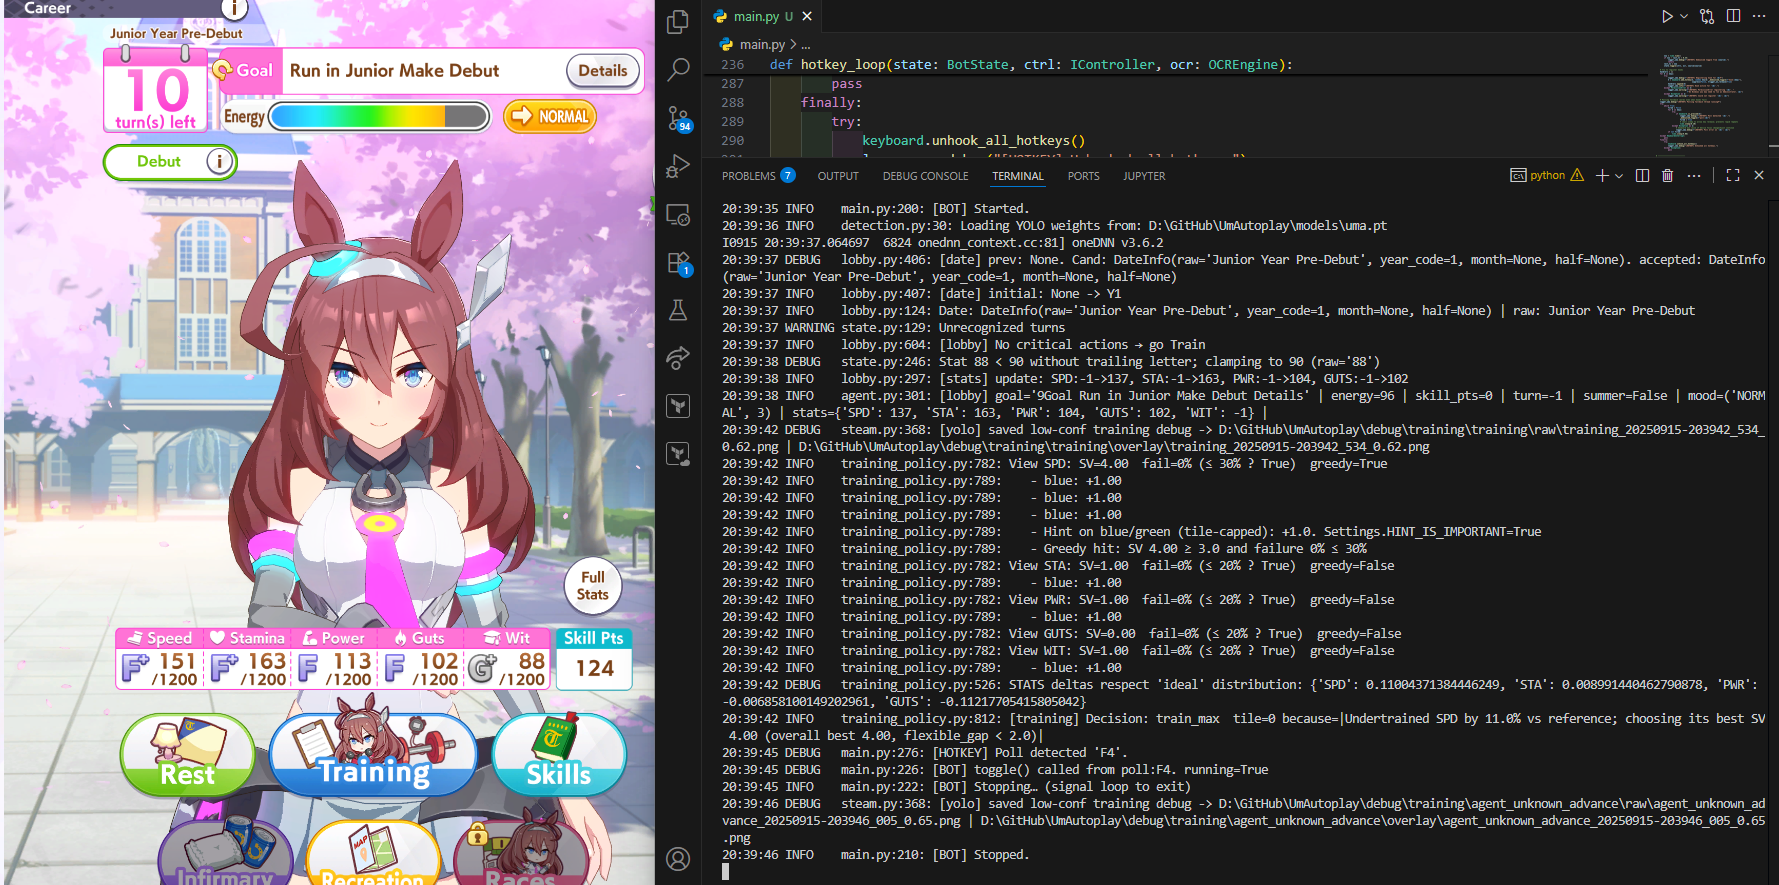 Career
i
Junior Year Pre-Debut
10
turn(s) left
Goal
Run in Junior Make Debut
Details
Energy
NORMAL
Debut
i
Full
Stats
Speed
Stamina
Power
Guts
Wit
Skill Pts
F+ 151
/1200
F+ 163
/1200
F 113
/1200
F 102
/1200
G+ 88
/1200
124
Rest
Training
Skills
Infirmary
MAP
Recreation
Races
94
1
main.py U
main.py > ...
236 def hotkey_loop(state: BotState, ctrl: IController, ocr: OCREngine):
287 pass
288 finally:
289 try:
290 keyboard.unhook_all_hotkeys()
PROBLEMS 7 OUTPUT DEBUG CONSOLE TERMINAL PORTS JUPYTER
python
20:39:35 INFO main.py:200: [BOT] Started.
20:39:36 INFO detection.py:30: Loading YOLO weights from: D:\GitHub\UmAutoplay\models\uma.pt
I0915 20:39:37.064697 6824 onednn_context.cc:81] oneDNN v3.6.2
20:39:37 DEBUG lobby.py:406: [date] prev: None. Cand: DateInfo(raw='Junior Year Pre-Debut', year_code=1, month=None, half=None). accepted: DateInfo
(raw='Junior Year Pre-Debut', year_code=1, month=None, half=None)
20:39:37 INFO lobby.py:407: [date] initial: None -> Y1
20:39:37 INFO lobby.py:124: Date: DateInfo(raw='Junior Year Pre-Debut', year_code=1, month=None, half=None) | raw: Junior Year Pre-Debut
20:39:37 WARNING state.py:129: Unrecognized turns
20:39:37 INFO lobby.py:604: [lobby] No critical actions → go Train
20:39:38 DEBUG state.py:246: Stat 88 < 90 without trailing letter; clamping to 90 (raw='88')
20:39:38 INFO lobby.py:297: [stats] update: SPD:-1->137, STA:-1->163, PWR:-1->104, GUTS:-1->102
20:39:38 INFO agent.py:301: [lobby] goal='9Goal Run in Junior Make Debut Details' | energy=96 | skill_pts=0 | turn=-1 | summer=False | mood=('NORM
AL', 3) | stats={'SPD': 137, 'STA': 163, 'PWR': 104, 'GUTS': 102, 'WIT': -1} |
20:39:42 DEBUG steam.py:368: [yolo] saved low-conf training debug -> D:\GitHub\UmAutoplay\debug\training\training\raw\training_20250915-203942_534_
0.62.png | D:\GitHub\UmAutoplay\debug\training\training\overlay\training_20250915-203942_534_0.62.png
20:39:42 INFO training_policy.py:782: View SPD: SV=4.00 fail=0% (≤ 30% ? True) greedy=True
20:39:42 INFO training_policy.py:789: - blue: +1.00
20:39:42 INFO training_policy.py:789: - blue: +1.00
20:39:42 INFO training_policy.py:789: - blue: +1.00
20:39:42 INFO training_policy.py:789: - Hint on blue/green (tile-capped): +1.0. Settings.HINT_IS_IMPORTANT=True
20:39:42 INFO training_policy.py:789: - Greedy hit: SV 4.00 ≥ 3.0 and failure 0% ≤ 30%
20:39:42 INFO training_policy.py:782: View STA: SV=1.00 fail=0% (≤ 20% ? True) greedy=False
20:39:42 INFO training_policy.py:789: - blue: +1.00
20:39:42 INFO training_policy.py:782: View PWR: SV=1.00 fail=0% (≤ 20% ? True) greedy=False
20:39:42 INFO training_policy.py:789: - blue: +1.00
20:39:42 INFO training_policy.py:782: View GUTS: SV=0.00 fail=0% (≤ 20% ? True) greedy=False
20:39:42 INFO training_policy.py:782: View WIT: SV=1.00 fail=0% (≤ 20% ? True) greedy=False
20:39:42 INFO training_policy.py:789: - blue: +1.00
20:39:42 DEBUG training_policy.py:526: STATS deltas respect 'ideal' distribution: {'SPD': 0.11004371384446249, 'STA': 0.008991440462790878, 'PWR':
-0.006858100149202961, 'GUTS': -0.11217705415805042}
20:39:42 INFO training_policy.py:812: [training] Decision: train_max tile=0 because=|Undertrained SPD by 11.0% vs reference; choosing its best SV
4.00 (overall best 4.00, flexible_gap < 2.0)|
20:39:45 DEBUG main.py:276: [HOTKEY] Poll detected 'F4'.
20:39:45 DEBUG main.py:226: [BOT] toggle() called from poll:F4. running=True
20:39:45 INFO main.py:222: [BOT] Stopping… (signal loop to exit)
20:39:46 DEBUG steam.py:368: [yolo] saved low-conf training debug -> D:\GitHub\UmAutoplay\debug\training\agent_unknown_advance\raw\agent_unknown_ad
vance_20250915-203946_005_0.65.png | D:\GitHub\UmAutoplay\debug\training\agent_unknown_advance\overlay\agent_unknown_advance_20250915-203946_005_0.65
.png
20:39:46 INFO main.py:210: [BOT] Stopped.